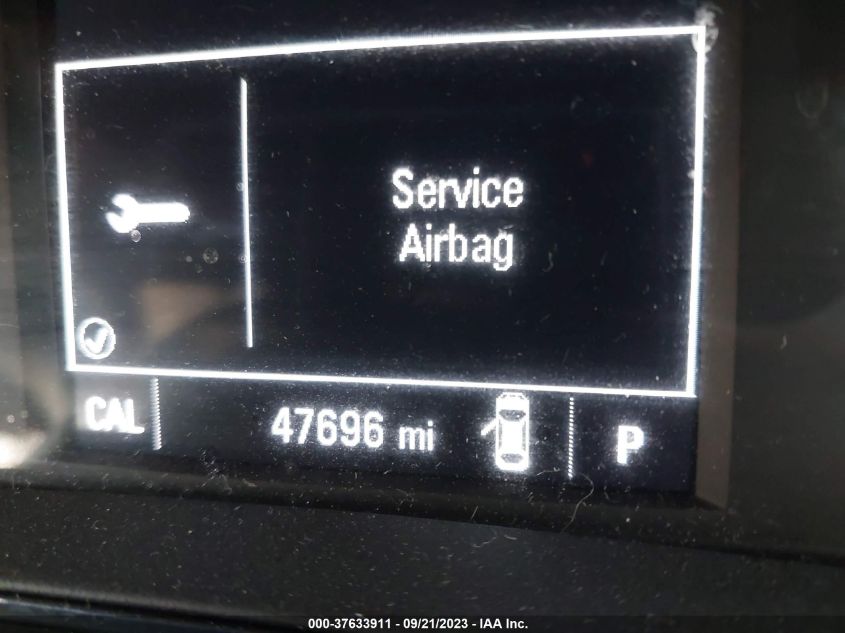 Service
Airbag
CAL
47696 mi
P
000-37633911 - 09/21/2023 - IAA Inc.